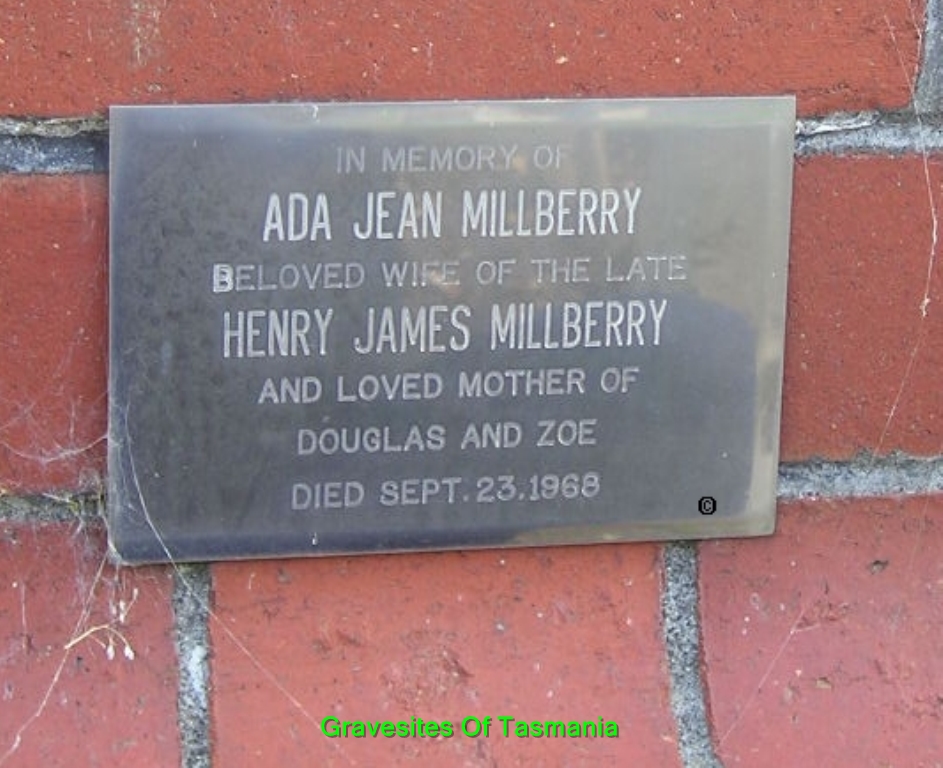 IN MEMORY OF
ADA JEAN MILLBERRY
BELOVED WIFE OF THE LATE
HENRY JAMES MILLBERRY
AND LOVED MOTHER OF
DOUGLAS AND ZOE
DIED SEPT. 23. 1968
©
Gravesites Of Tasmania